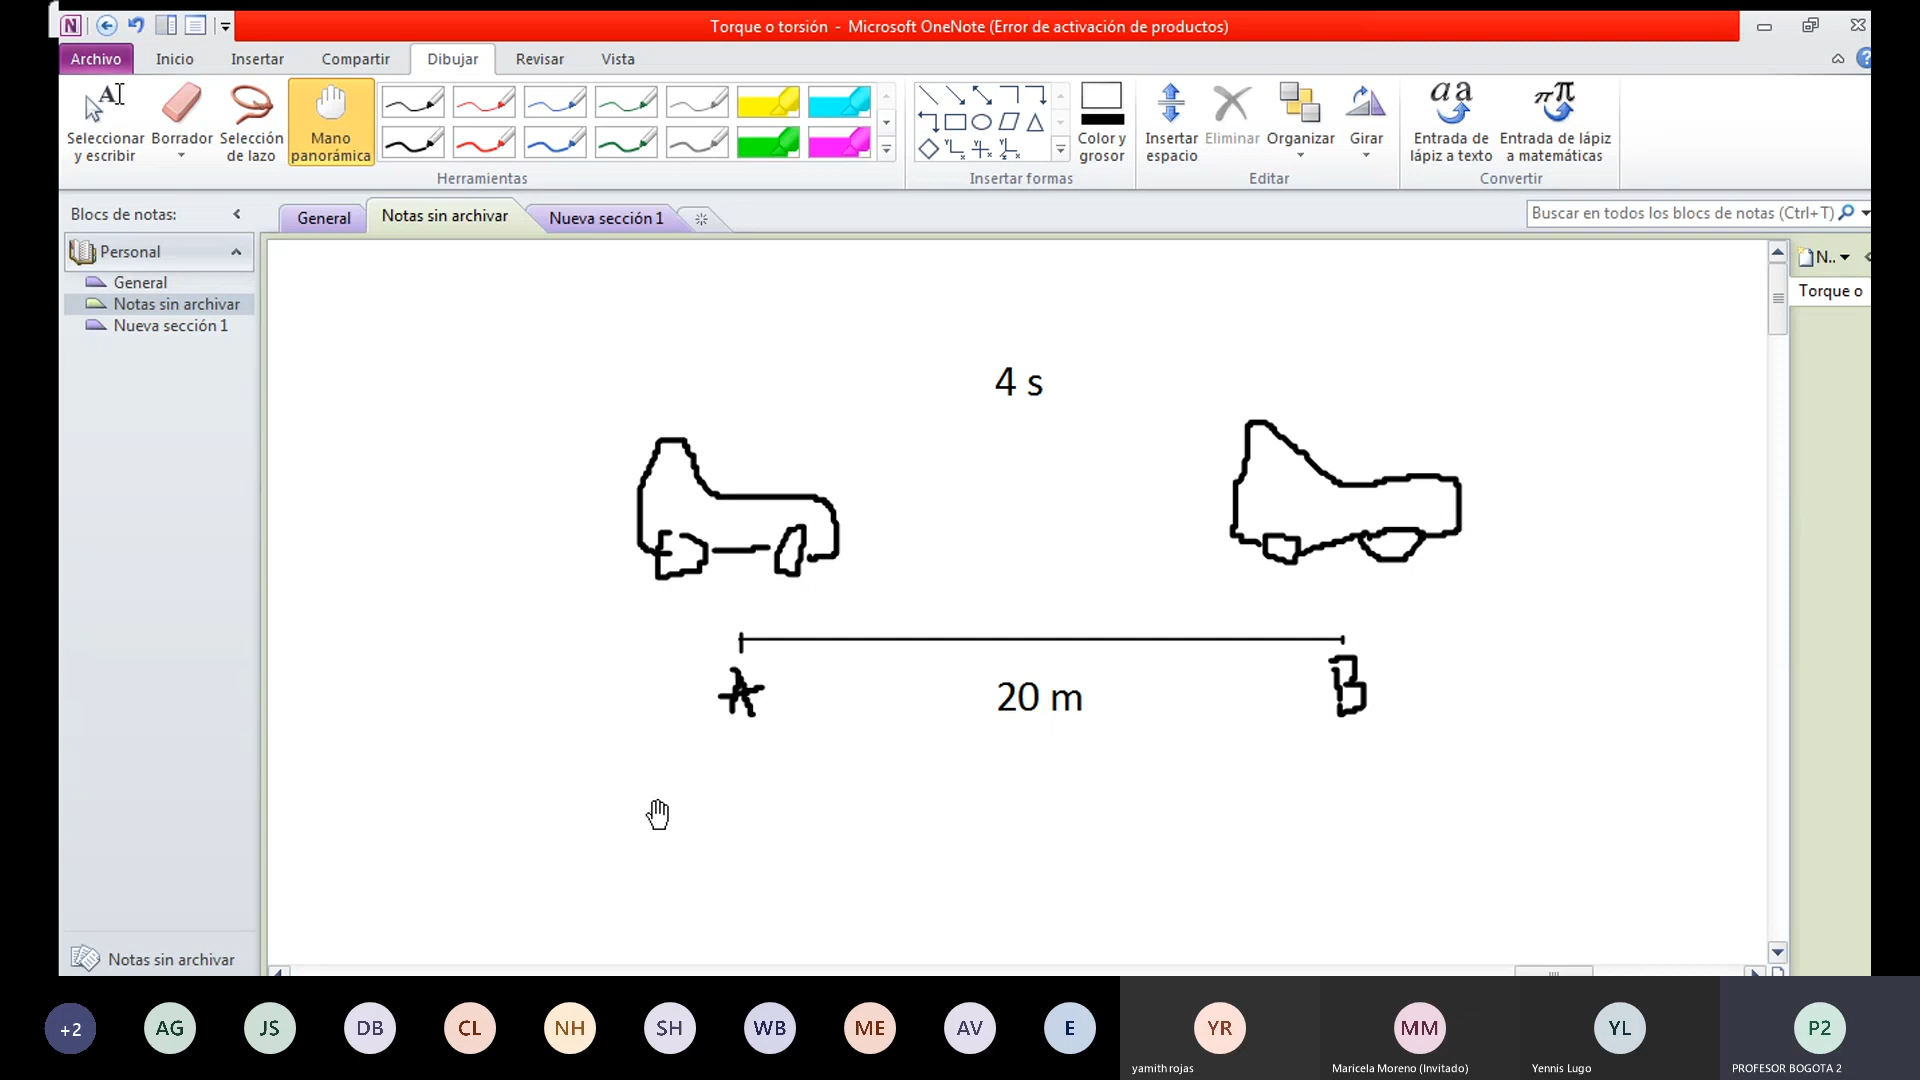 Torque o torsión - Microsoft OneNote (Error de activación de productos)
Archivo Inicio Insertar Compartir Dibujar Revisar Vista
Seleccionar y escribir
Borrador
Selección de lazo
Mano panorámica
Color y grosor
Insertar espacio
Eliminar
Organizar
Girar
Entrada de lápiz a texto
Entrada de lápiz a matemáticas
Herramientas Insertar formas Editar Convertir
Blocs de notas:
General Notas sin archivar Nueva sección 1
Buscar en todos los blocs de notas (Ctrl+T)
Personal
General
Notas sin archivar
Nueva sección 1
N..
Torque o
4 s
A
20 m
B
Notas sin archivar
+2 AG JS DB CL NH SH WB ME AV E YR MM YL P2
yamith rojas
Maricela Moreno (Invitado)
Yennis Lugo
PROFESOR BOGOTA 2